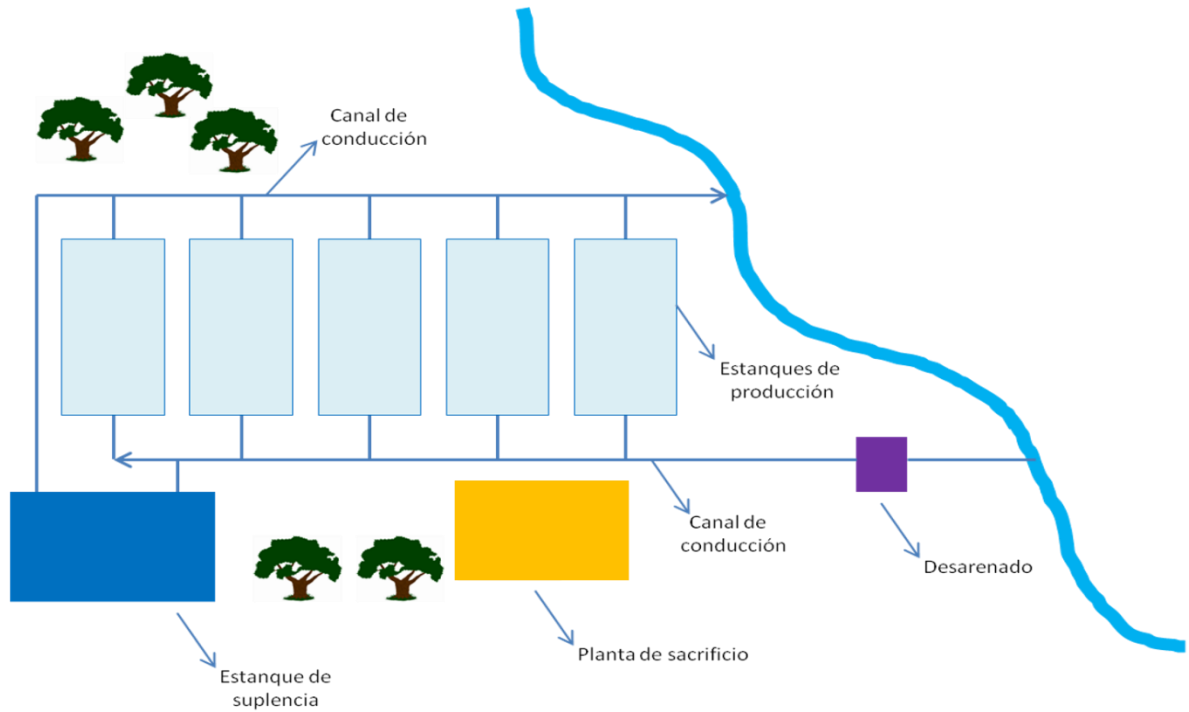 Canal de
conducción
Estanques de
producción
Canal de
conducción
Desarenado
Planta de sacrificio
Estanque de
suplencia